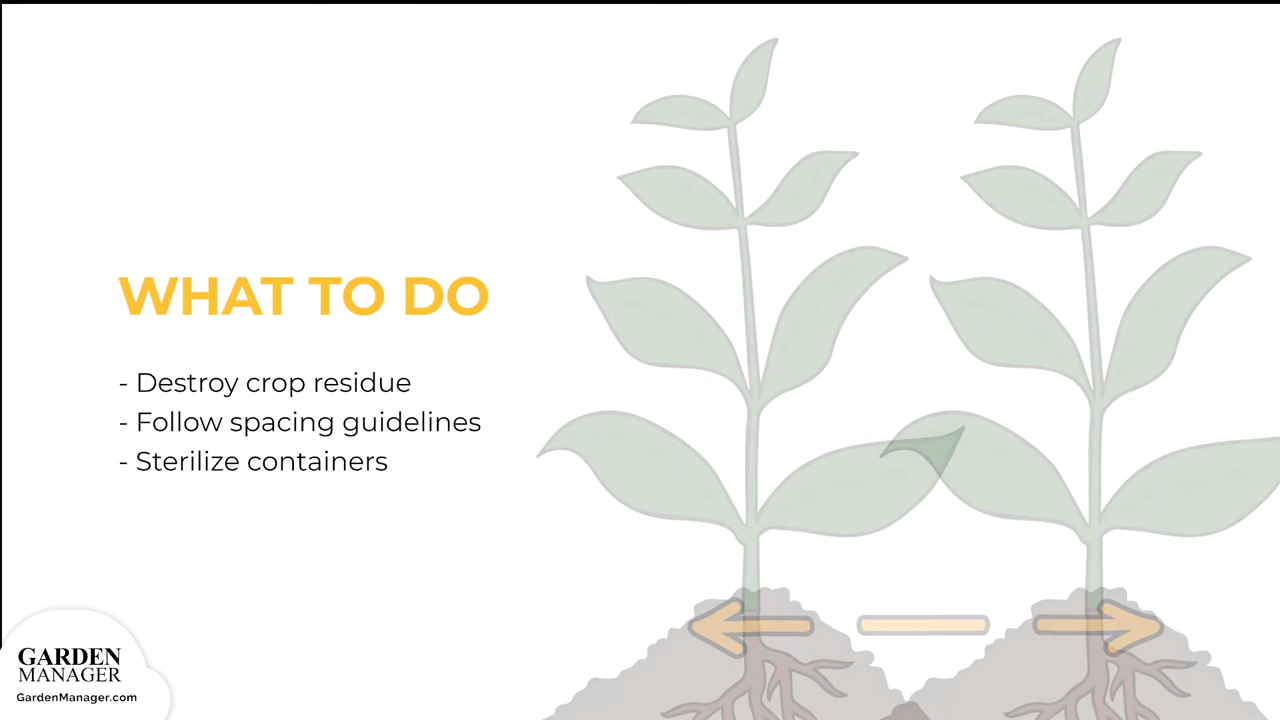 WHAT TO DO
- Destroy crop residue
- Follow spacing guidelines
- Sterilize containers
GARDEN
MANAGER
GardenManager.com